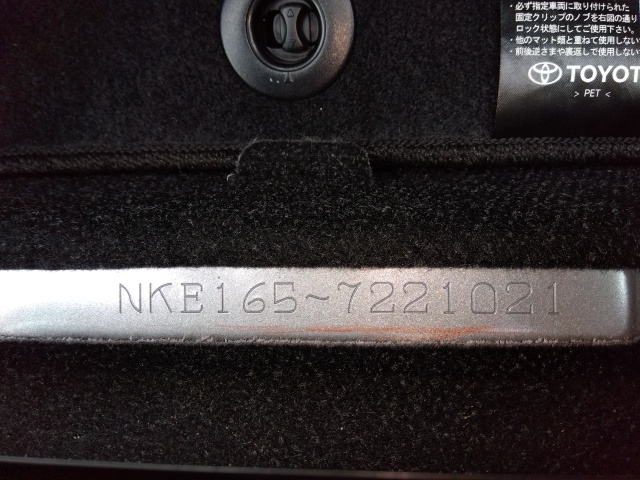 ・必ず指定車両に取り付けられた
固定クリップのノブを右図の通り
ロック状態にしてご使用下さい。
・他のマット類と重ねて使用しない
・前後逆さまや裏返しで使用しない
TOYOT
> PET <
NKE165~7221021